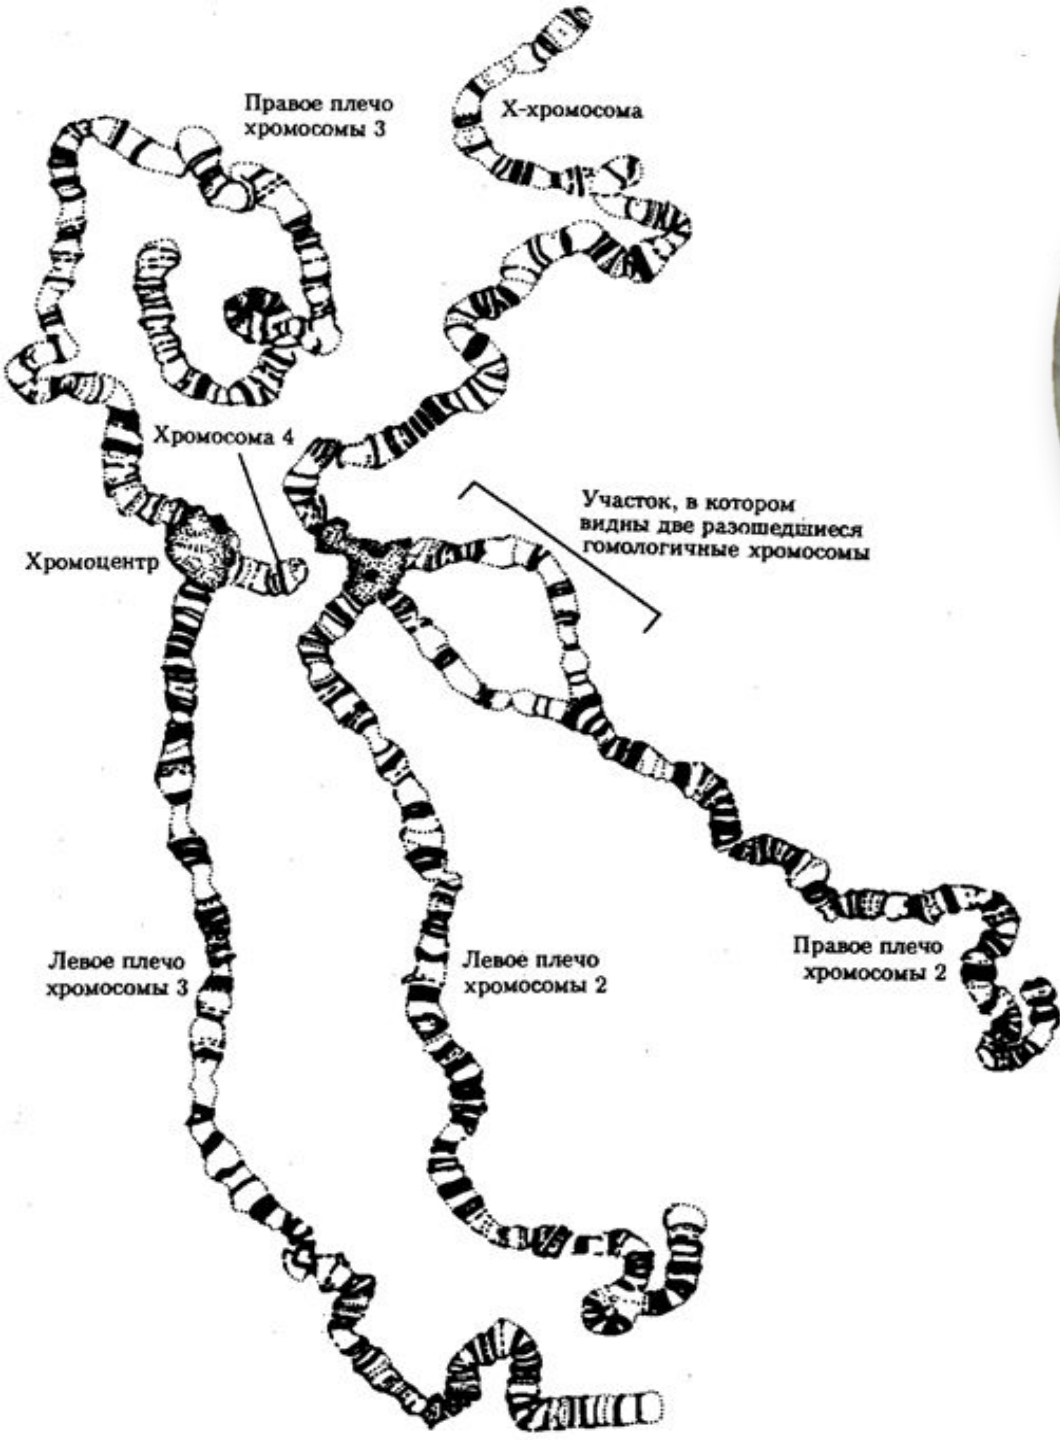 Правое плечо
хромосомы 3
Х-хромосома
Хромосома 4
Участок, в котором
видны две разошедшиеся
гомологичные хромосомы
Хромоцентр
Левое плечо
хромосомы 3
Левое плечо
хромосомы 2
Правое плечо
хромосомы 2